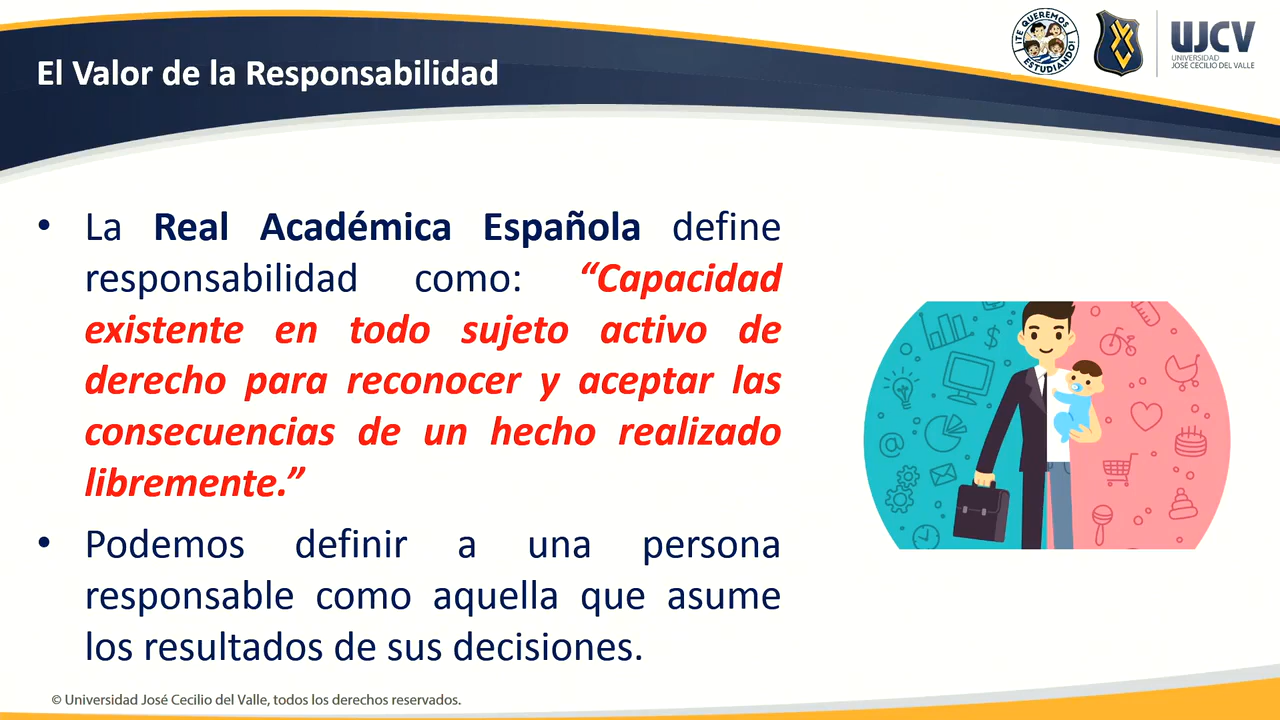 El Valor de la Responsabilidad
¡TE QUEREMOS
ESTUDIANDO!
UJCV
UNIVERSIDAD
JOSÉ CECILIO DEL VALLE
• La Real Académica Española define
responsabilidad como: “Capacidad
existente en todo sujeto activo de
derecho para reconocer y aceptar las
consecuencias de un hecho realizado
libremente.”
• Podemos definir a una persona
responsable como aquella que asume
los resultados de sus decisiones.
© Universidad José Cecilio del Valle, todos los derechos reservados.